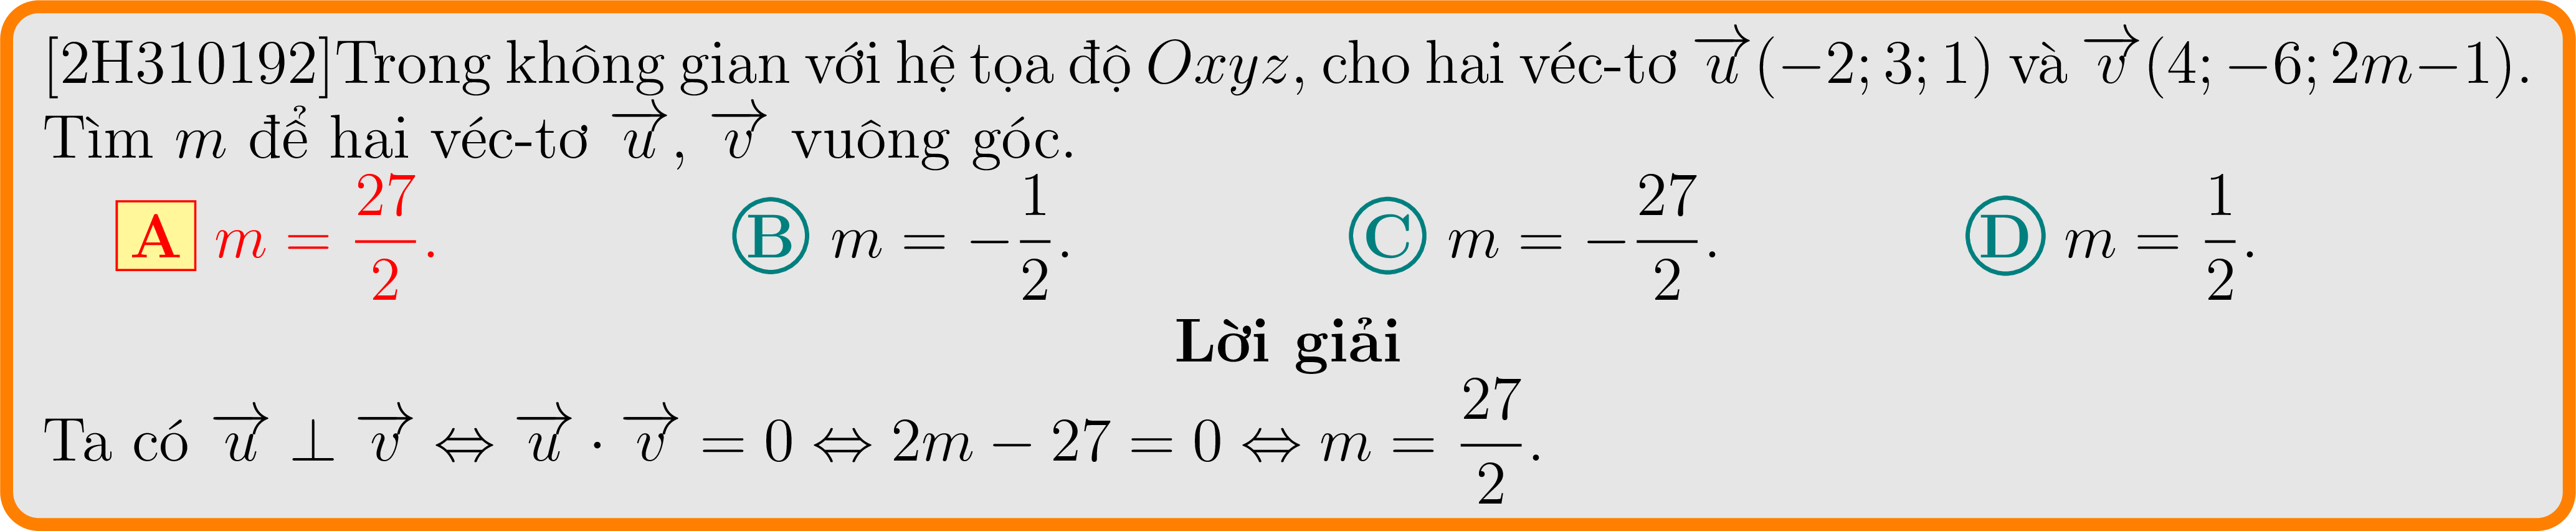 [2H310192]Trong không gian với hệ tọa độ Oxyz, cho hai véc-tơ $\overrightarrow{u}(-2;3;1)$ và $\overrightarrow{v}(4;-6;2m-1)$.
Tìm m để hai véc-tơ $\overrightarrow{u}$, $\overrightarrow{v}$ vuông góc.
A $m = \frac{27}{2}$. B $m = -\frac{1}{2}$. C $m = -\frac{27}{2}$. D $m = \frac{1}{2}$.
Lời giải
Ta có $\overrightarrow{u} \perp \overrightarrow{v} \Leftrightarrow \overrightarrow{u} \cdot \overrightarrow{v} = 0 \Leftrightarrow 2m - 27 = 0 \Leftrightarrow m = \frac{27}{2}$.